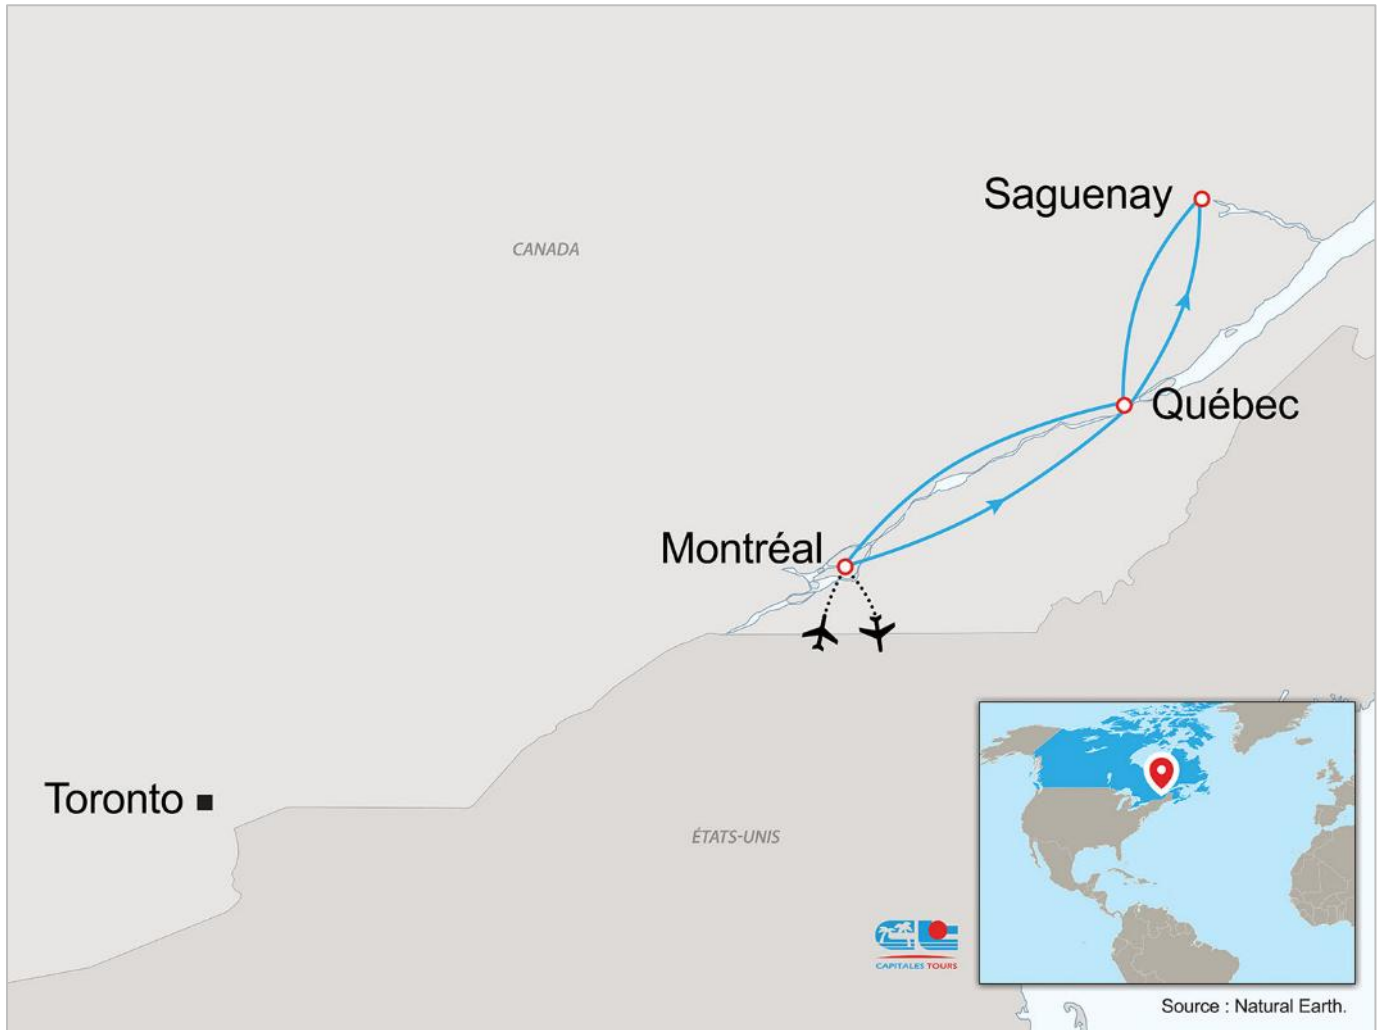 Saguenay
CANADA
Québec
Montréal
Toronto
ÉTATS-UNIS
CAPITALES TOURS
Source : Natural Earth.